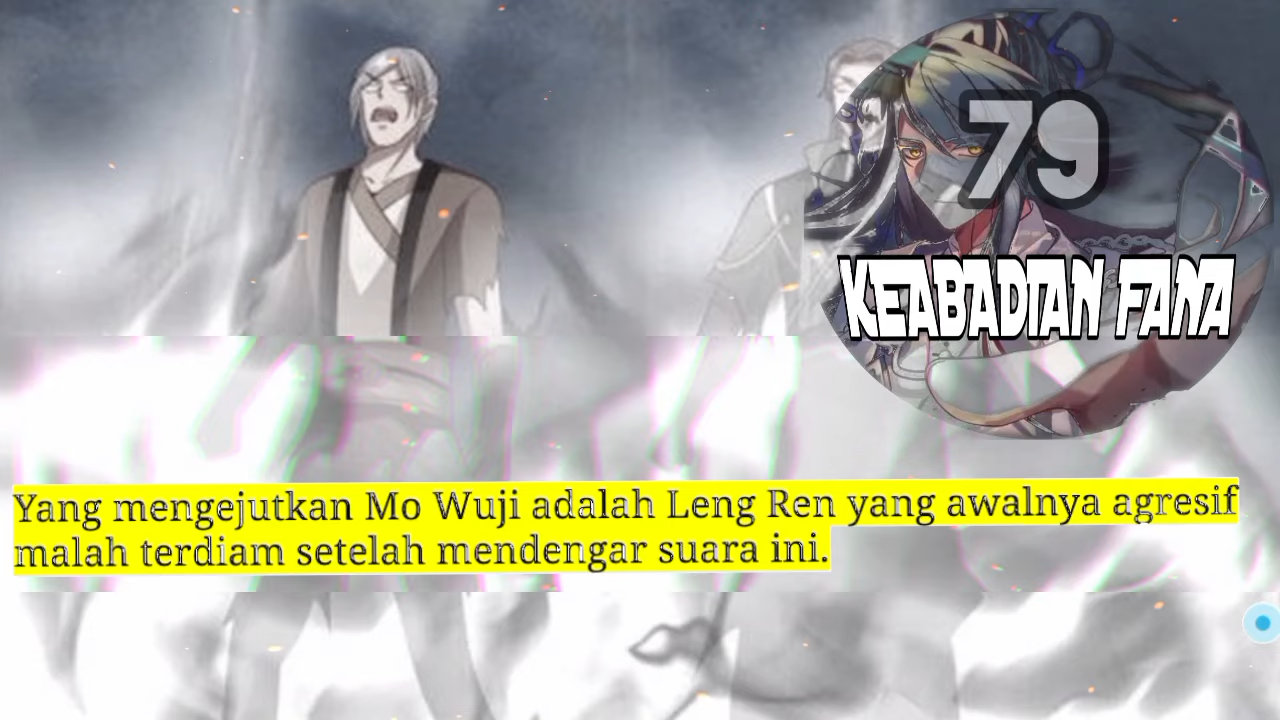 79
KEABADIAN FANA
Yang mengejutkan Mo Wuji adalah Leng Ren yang awalnya agresif
malah terdiam setelah mendengar suara ini.